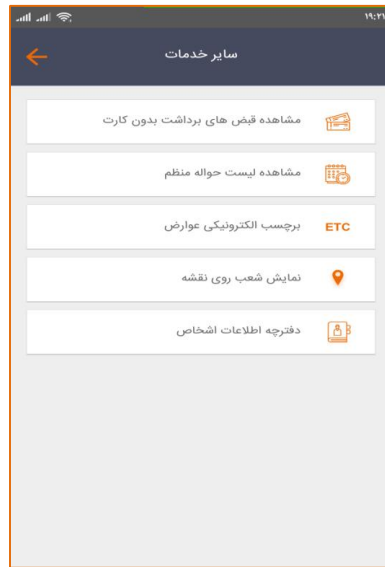 ۱۹:۲۱
سایر خدمات
مشاهده قبض های برداشت بدون کارت
مشاهده لیست حواله منظم
ETC برچسب الکترونیکی عوارض
نمایش شعب روی نقشه
دفترچه اطلاعات اشخاص